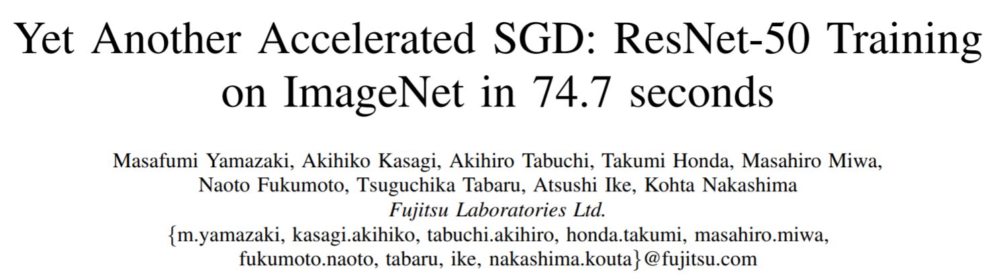 Yet Another Accelerated SGD: ResNet-50 Training
on ImageNet in 74.7 seconds
Masafumi Yamazaki, Akihiko Kasagi, Akihiro Tabuchi, Takumi Honda, Masahiro Miwa,
Naoto Fukumoto, Tsuguchika Tabaru, Atsushi Ike, Kohta Nakashima
Fujitsu Laboratories Ltd.
{m.yamazaki, kasagi.akihiko, tabuchi.akihiro, honda.takumi, masahiro.miwa,
fukumoto.naoto, tabaru, ike, nakashima.kouta}@fujitsu.com